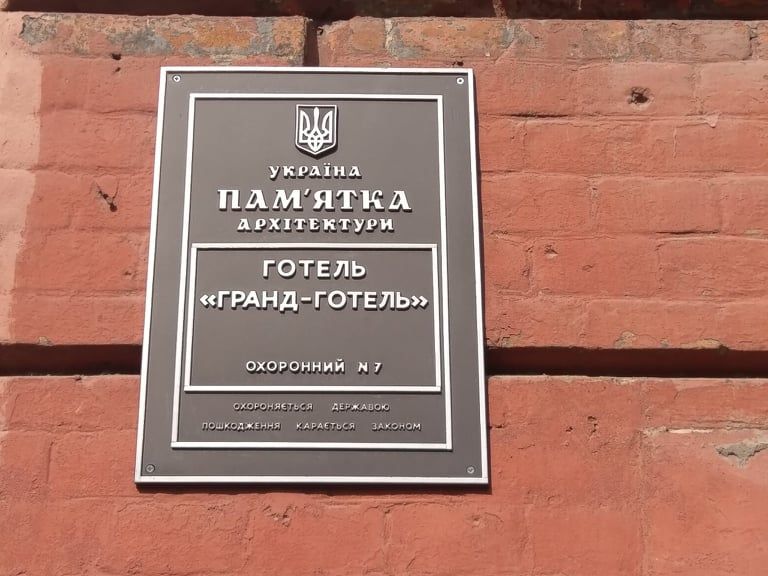 УКРАЇНА
ПАМ'ЯТКА
АРХІТЕКТУРИ
ГОТЕЛЬ
«ГРАНД-ГОТЕЛЬ»
ОХОРОННИЙ N 7
ОХОРОНЯЄТЬСЯ ДЕРЖАВОЮ
ПОШКОДЖЕННЯ КАРАЄТЬСЯ ЗАКОНОМ